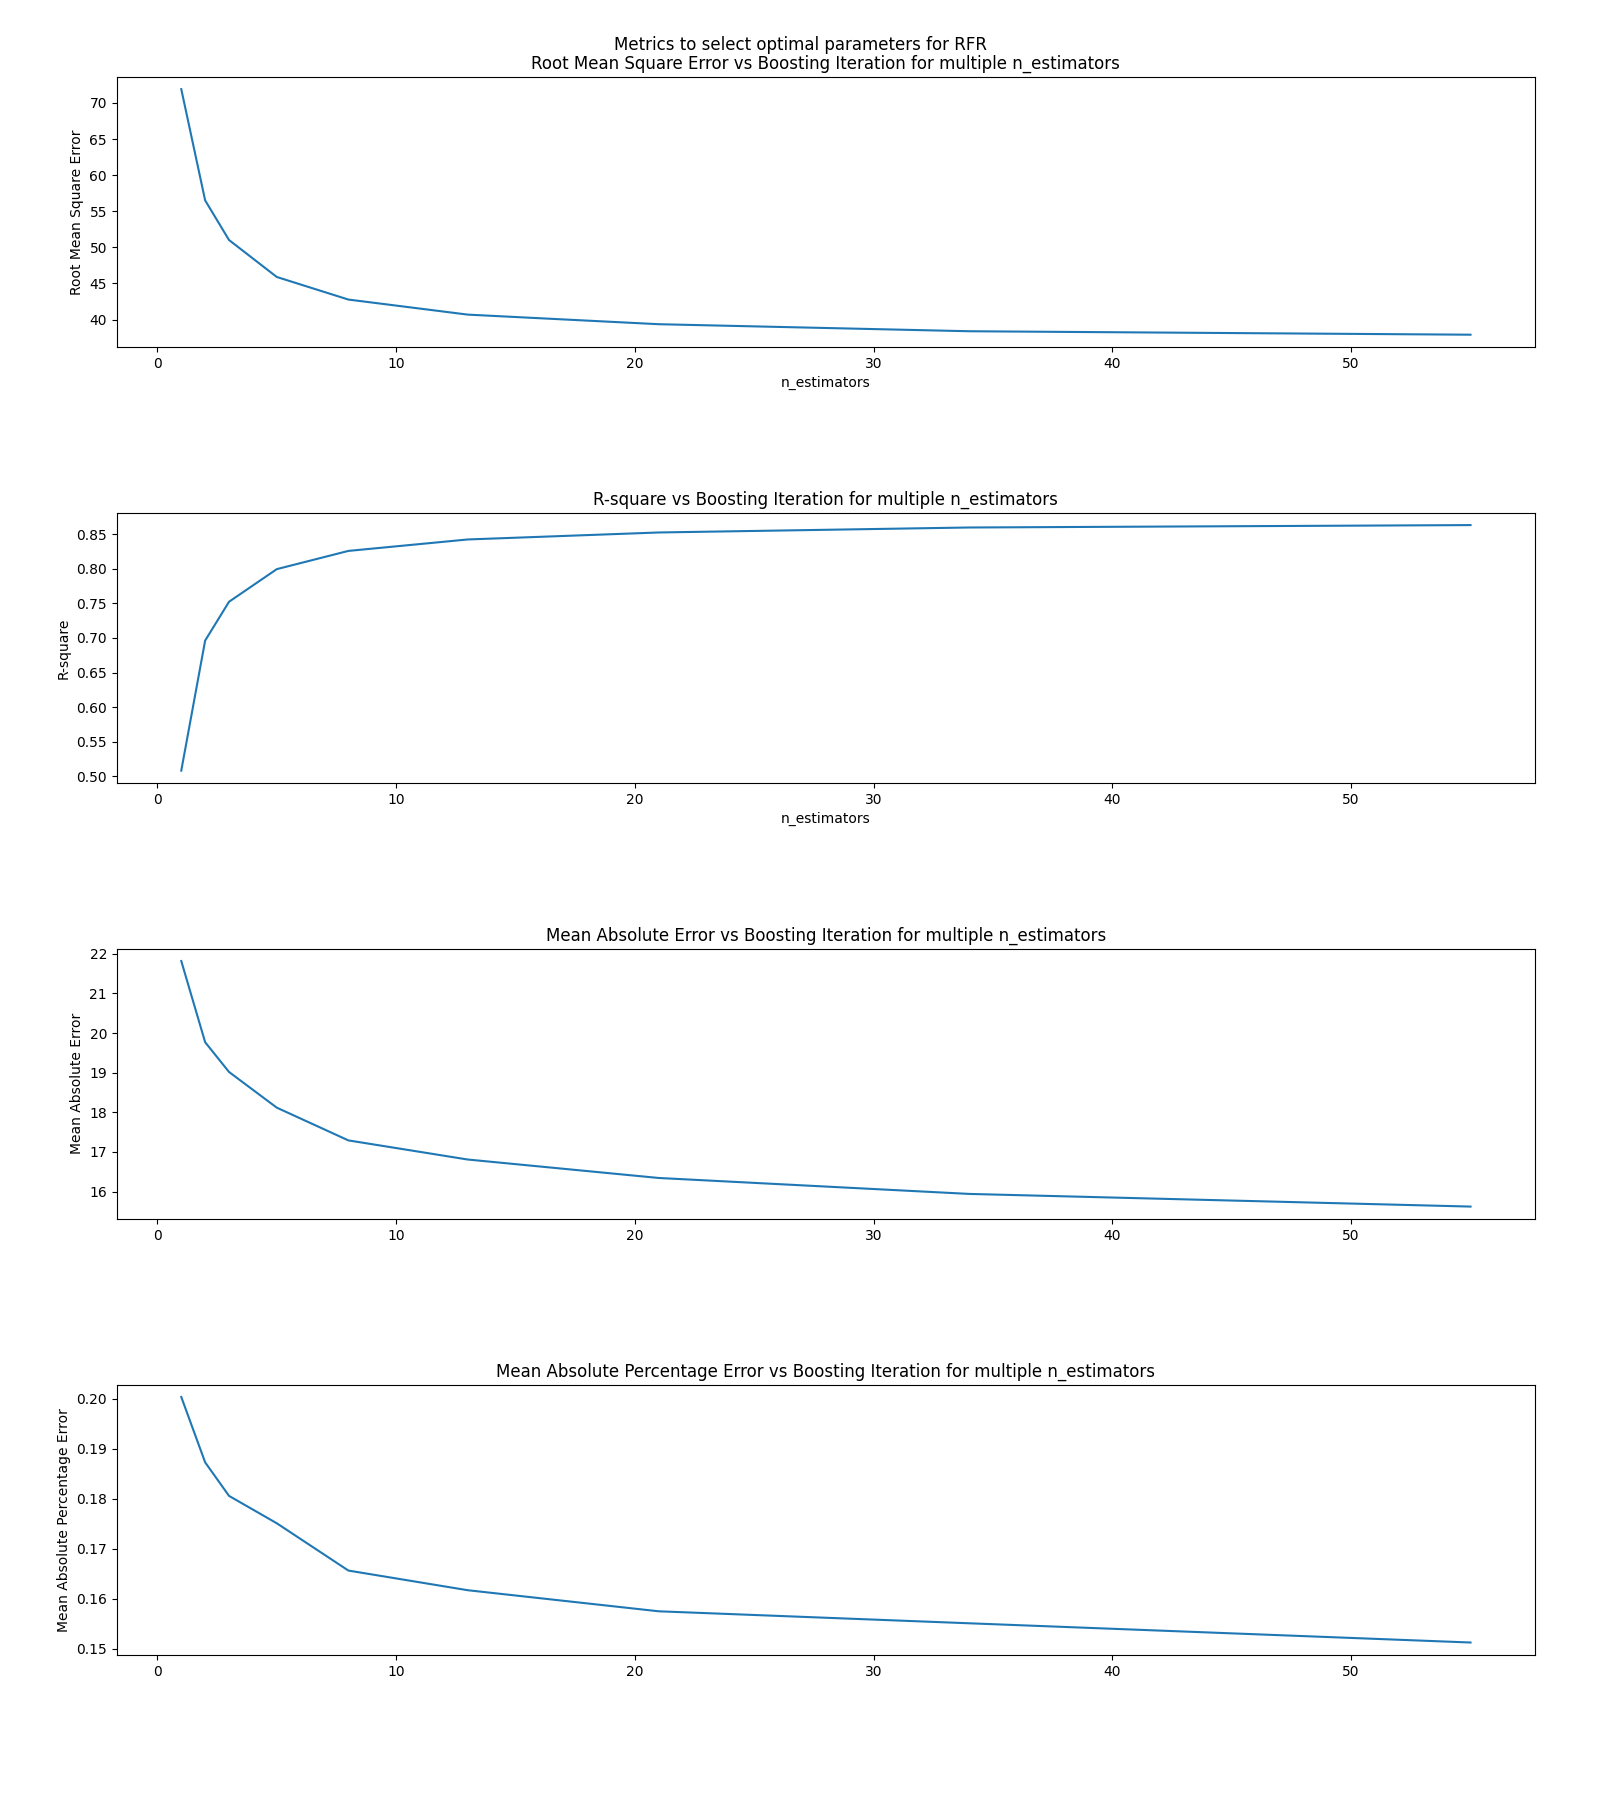 Metrics to select optimal parameters for RFR
Root Mean Square Error vs Boosting Iteration for multiple n_estimators
70
65
60
55
50
45
40
Root Mean Square Error
0 10 20 30 40 50
n_estimators
R-square vs Boosting Iteration for multiple n_estimators
0.85
0.80
0.75
0.70
0.65
0.60
0.55
0.50
R-square
0 10 20 30 40 50
n_estimators
Mean Absolute Error vs Boosting Iteration for multiple n_estimators
22
21
20
19
18
17
16
Mean Absolute Error
0 10 20 30 40 50
Mean Absolute Percentage Error vs Boosting Iteration for multiple n_estimators
0.20
0.19
0.18
0.17
0.16
0.15
Mean Absolute Percentage Error
0 10 20 30 40 50